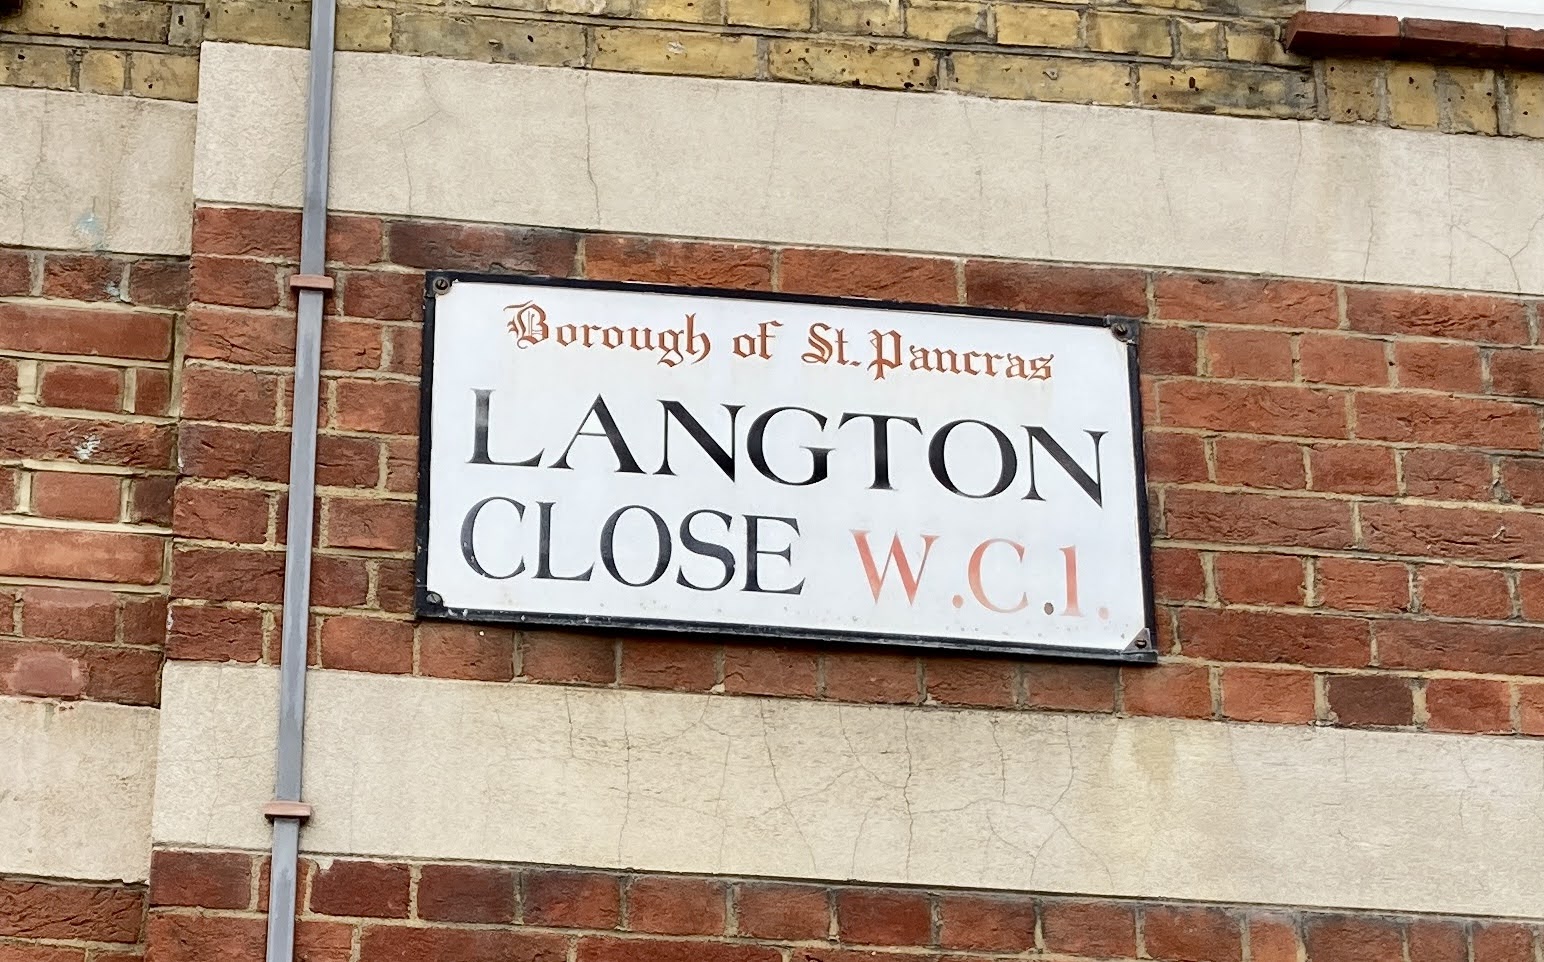 Borough of St. Pancras
LANGTON
CLOSE W.C.1.